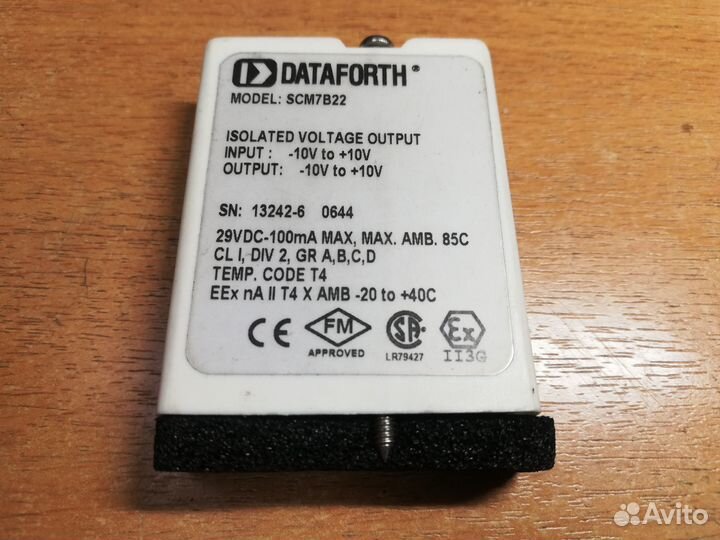 DATAFORTH®
MODEL: SCM7B22
ISOLATED VOLTAGE OUTPUT
INPUT : -10V to +10V
OUTPUT: -10V to +10V
SN: 13242-6 0644
29VDC-100mA MAX, MAX. AMB. 85C
CL I, DIV 2, GR A,B,C,D
TEMP. CODE T4
EEx nA II T4 X AMB -20 to +40C
CE FM SA Ex
APPROVED LR79427 II3G
Avito